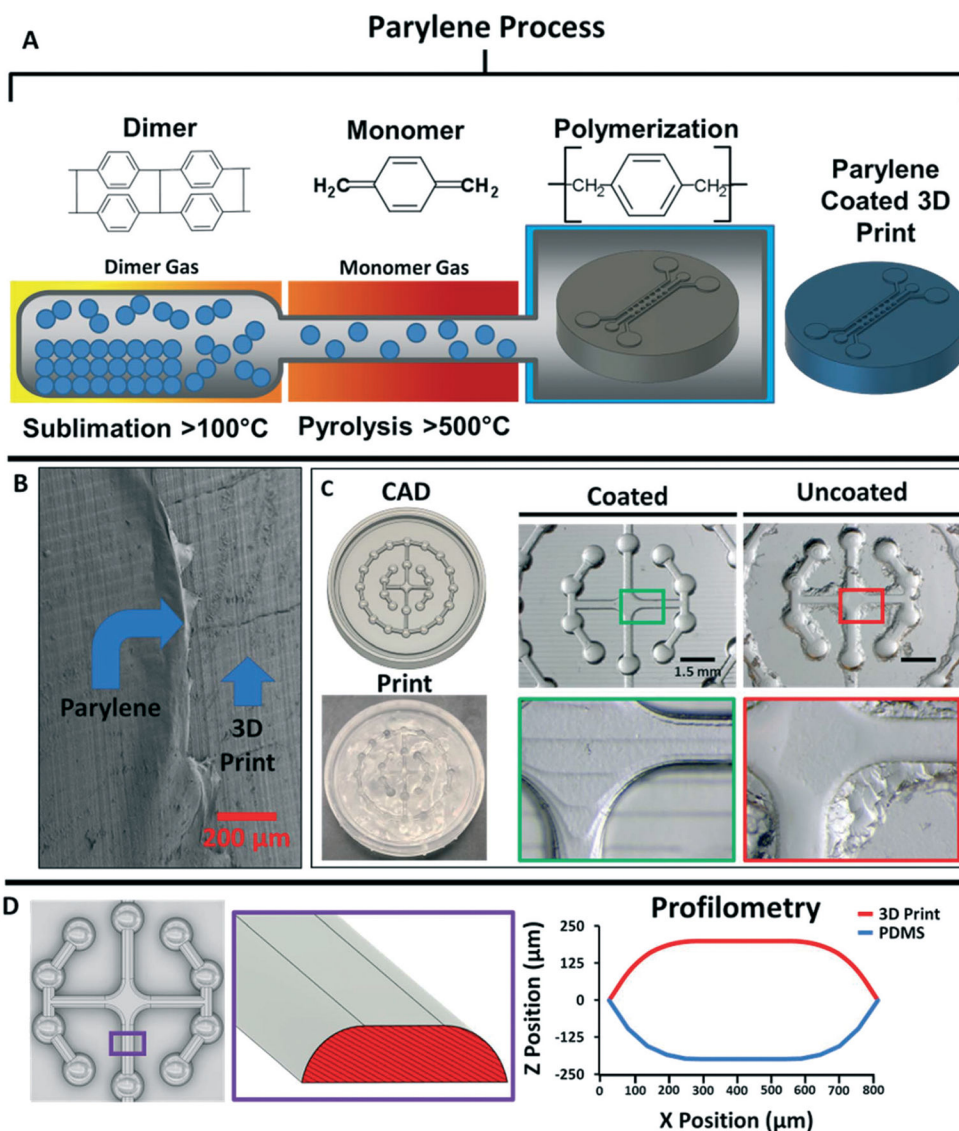 Parylene Process
A
Dimer
Monomer
Polymerization
H₂C
CH₂
CH₂
CH₂
Parylene
Coated 3D
Print
Dimer Gas
Monomer Gas
Sublimation >100°C
Pyrolysis >500°C
B
Parylene
3D
Print
200 µm
C
CAD
Print
Coated
Uncoated
1.5 mm
D
Profilometry
3D Print
PDMS
Z Position (µm)
250
125
0
-125
-250
0 100 200 300 400 500 600 700 800
X Position (µm)